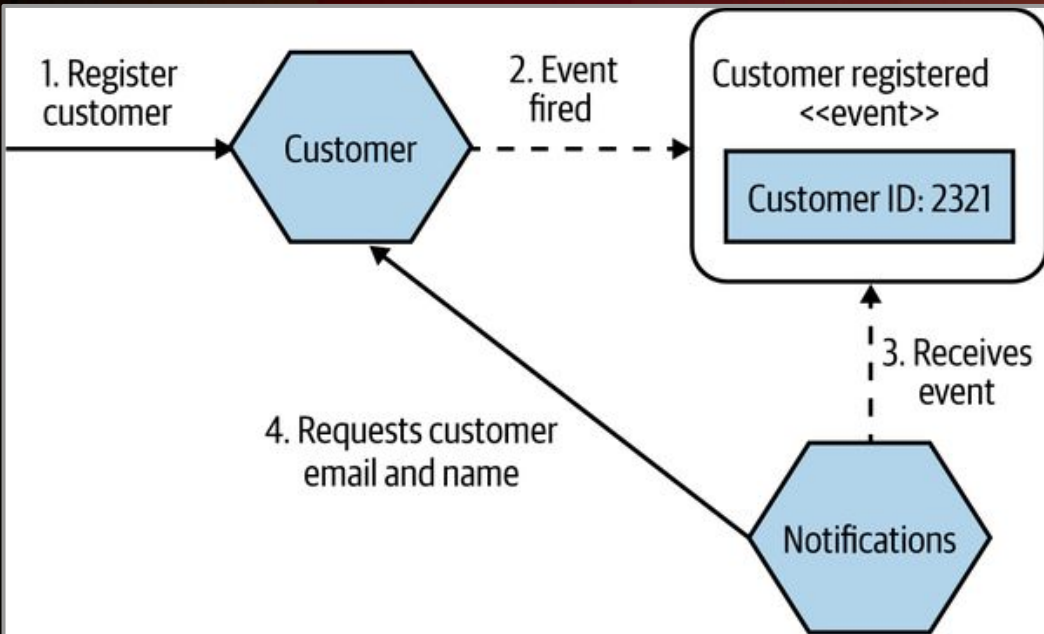 1. Register
customer
Customer
2. Event
fired
Customer registered
<<event>>
Customer ID: 2321
3. Receives
event
4. Requests customer
email and name
Notifications